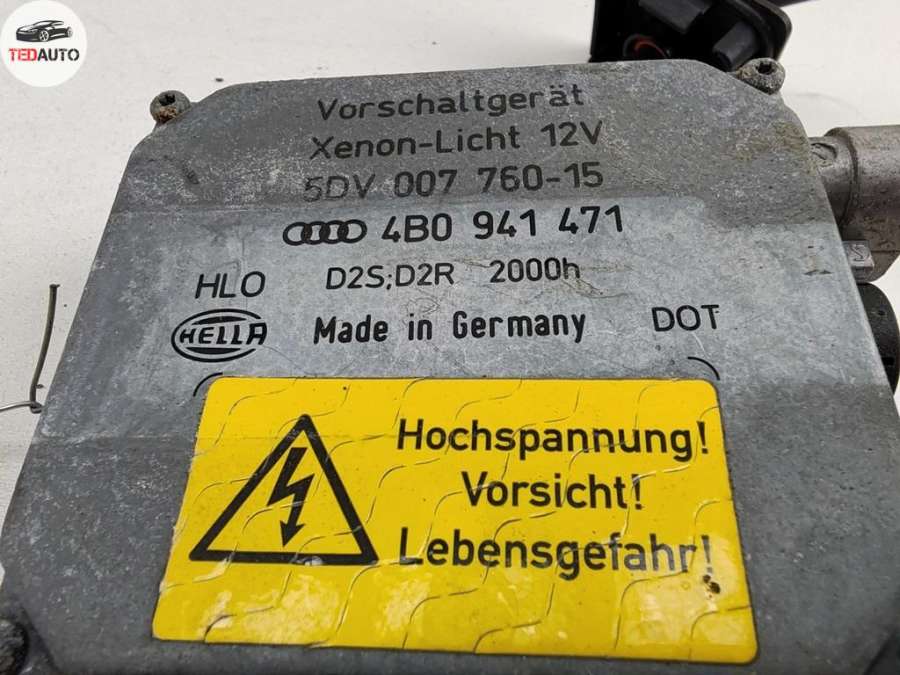 TEDAUTO
Vorschaltgerät
Xenon-Licht 12V
5DV 007 760-15
4B0 941 471
HLO D2S;D2R 2000h
HELLA Made in Germany DOT
Hochspannung!
Vorsicht!
Lebensgefahr!